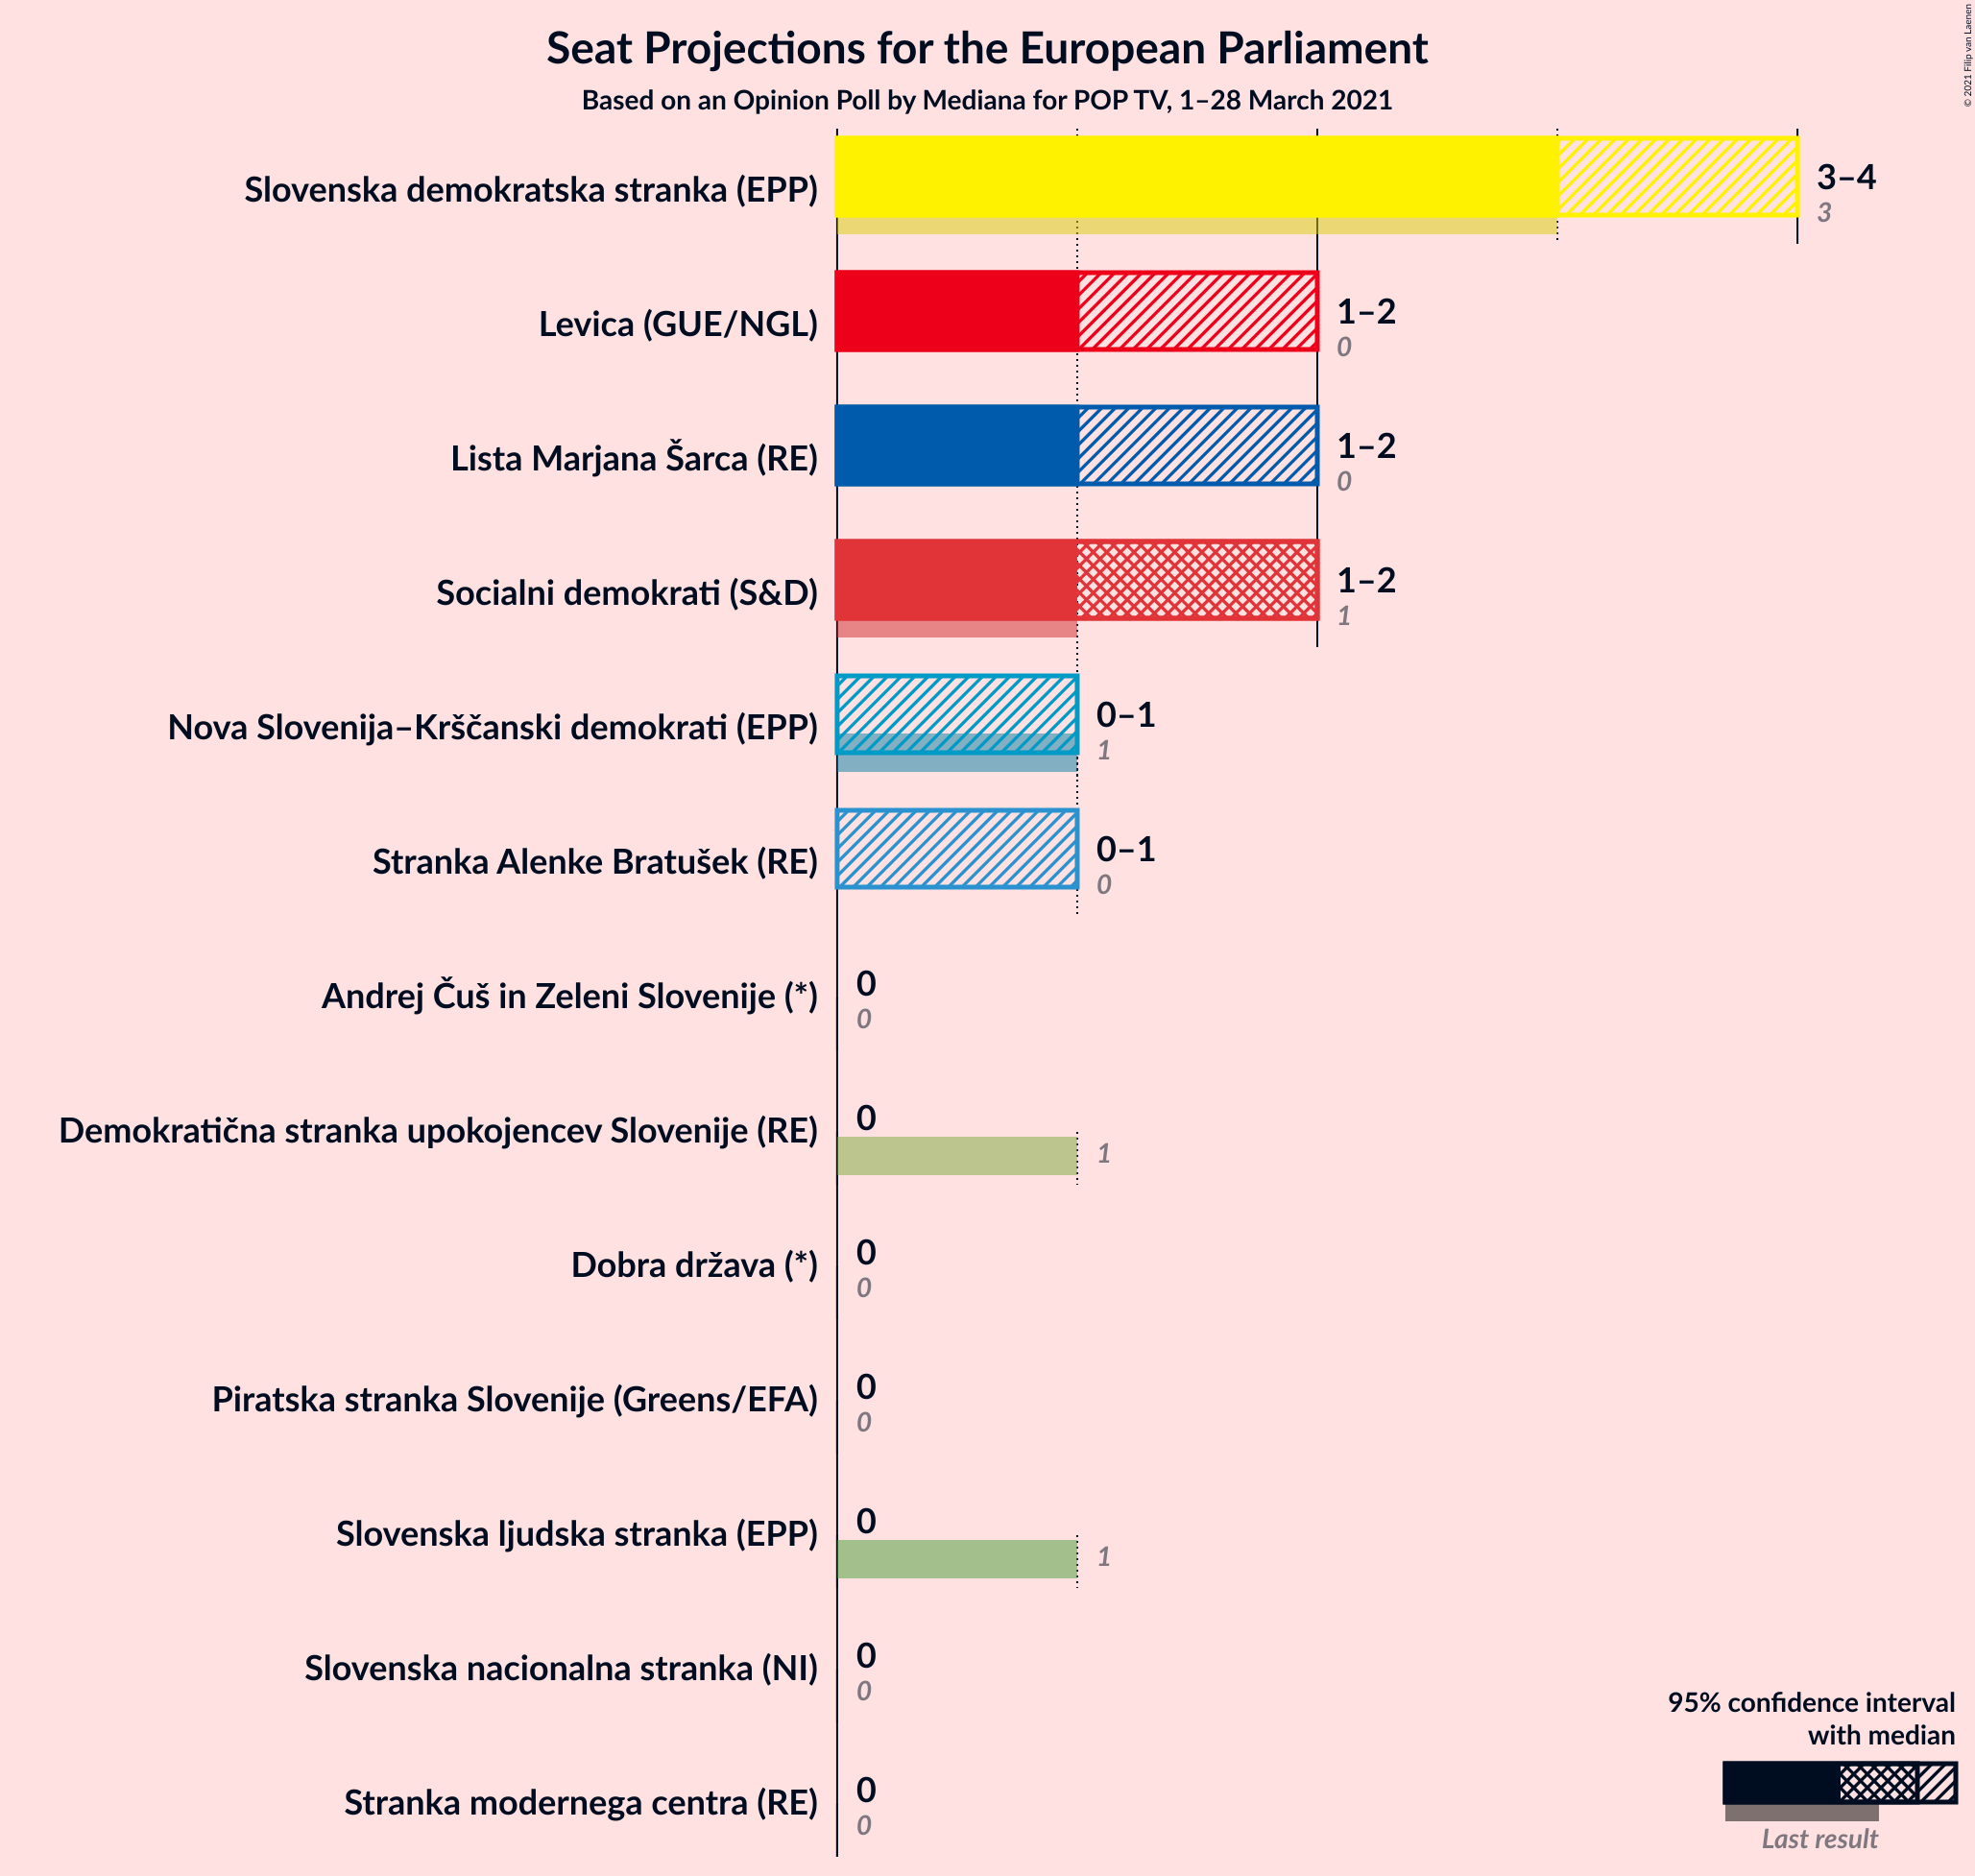 Seat Projections for the European Parliament
Based on an Opinion Poll by Mediana for POP TV, 1–28 March 2021
© 2021 Filip van Laenen
Slovenska demokratska stranka (EPP)
3–4
3
Levica (GUE/NGL)
1–2
0
Lista Marjana Šarca (RE)
1–2
0
Socialni demokrati (S&D)
1–2
1
Nova Slovenija–Krščanski demokrati (EPP)
0–1
1
Stranka Alenke Bratušek (RE)
0–1
0
Andrej Čuš in Zeleni Slovenije (*)
0
0
Demokratična stranka upokojencev Slovenije (RE)
0
1
Dobra država (*)
0
0
Piratska stranka Slovenije (Greens/EFA)
0
0
Slovenska ljudska stranka (EPP)
0
1
Slovenska nacionalna stranka (NI)
0
0
Stranka modernega centra (RE)
0
0
95% confidence interval
with median
Last result